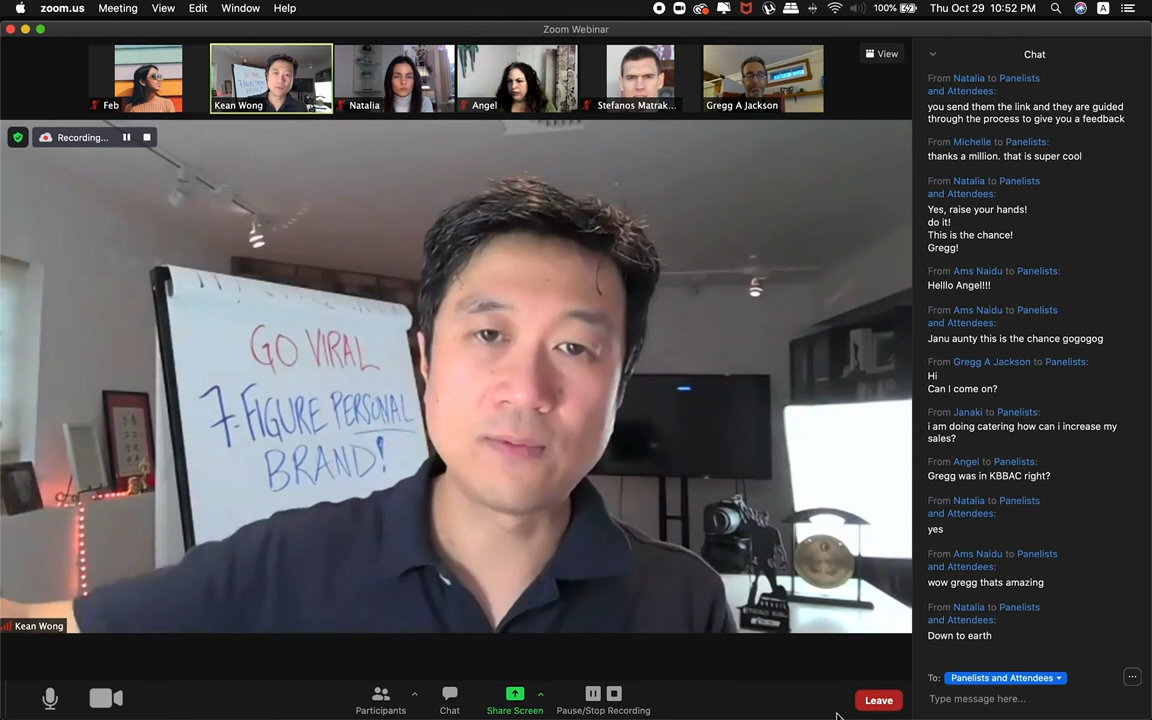 zoom.us Meeting View Edit Window Help
100% Thu Oct 29 10:52 PM
Zoom Webinar
Feb
Kean Wong
Natalia
Angel
Stefanos Matrak...
Gregg A Jackson
View
Recording...
GO VIRAL
7-FIGURE PERSONAL
BRAND!
Kean Wong
Participants
Chat
Share Screen
Pause/Stop Recording
Leave
Chat
From Natalia to Panelists
and Attendees:
you send them the link and they are guided
through the process to give you a feedback
From Michelle to Panelists:
thanks a million. that is super cool
From Natalia to Panelists
and Attendees:
Yes, raise your hands!
do it!
This is the chance!
Gregg!
From Ams Naidu to Panelists:
Helllo Angel!!!
From Ams Naidu to Panelists
and Attendees:
Janu aunty this is the chance gogogog
From Gregg A Jackson to Panelists:
Hi
Can I come on?
From Janaki to Panelists:
i am doing catering how can i increase my
sales?
From Angel to Panelists:
Gregg was in KBBAC right?
From Natalia to Panelists
and Attendees:
yes
From Ams Naidu to Panelists
and Attendees:
wow gregg thats amazing
From Natalia to Panelists
and Attendees:
Down to earth
To: Panelists and Attendees
Type message here...